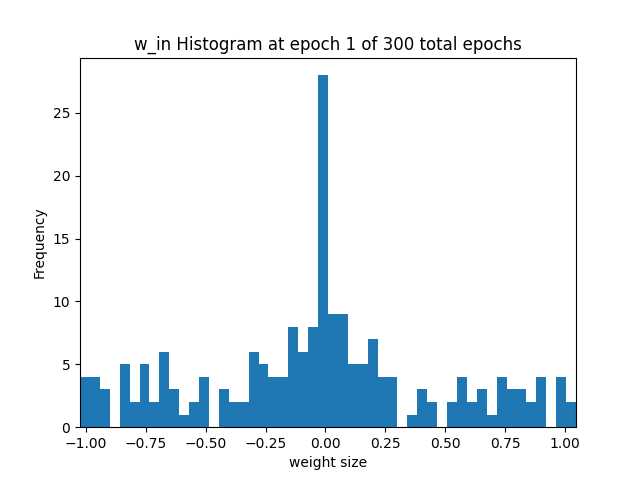 w_in Histogram at epoch 1 of 300 total epochs
Frequency
25
20
15
10
5
0
−1.00 −0.75 −0.50 −0.25 0.00 0.25 0.50 0.75 1.00
weight size